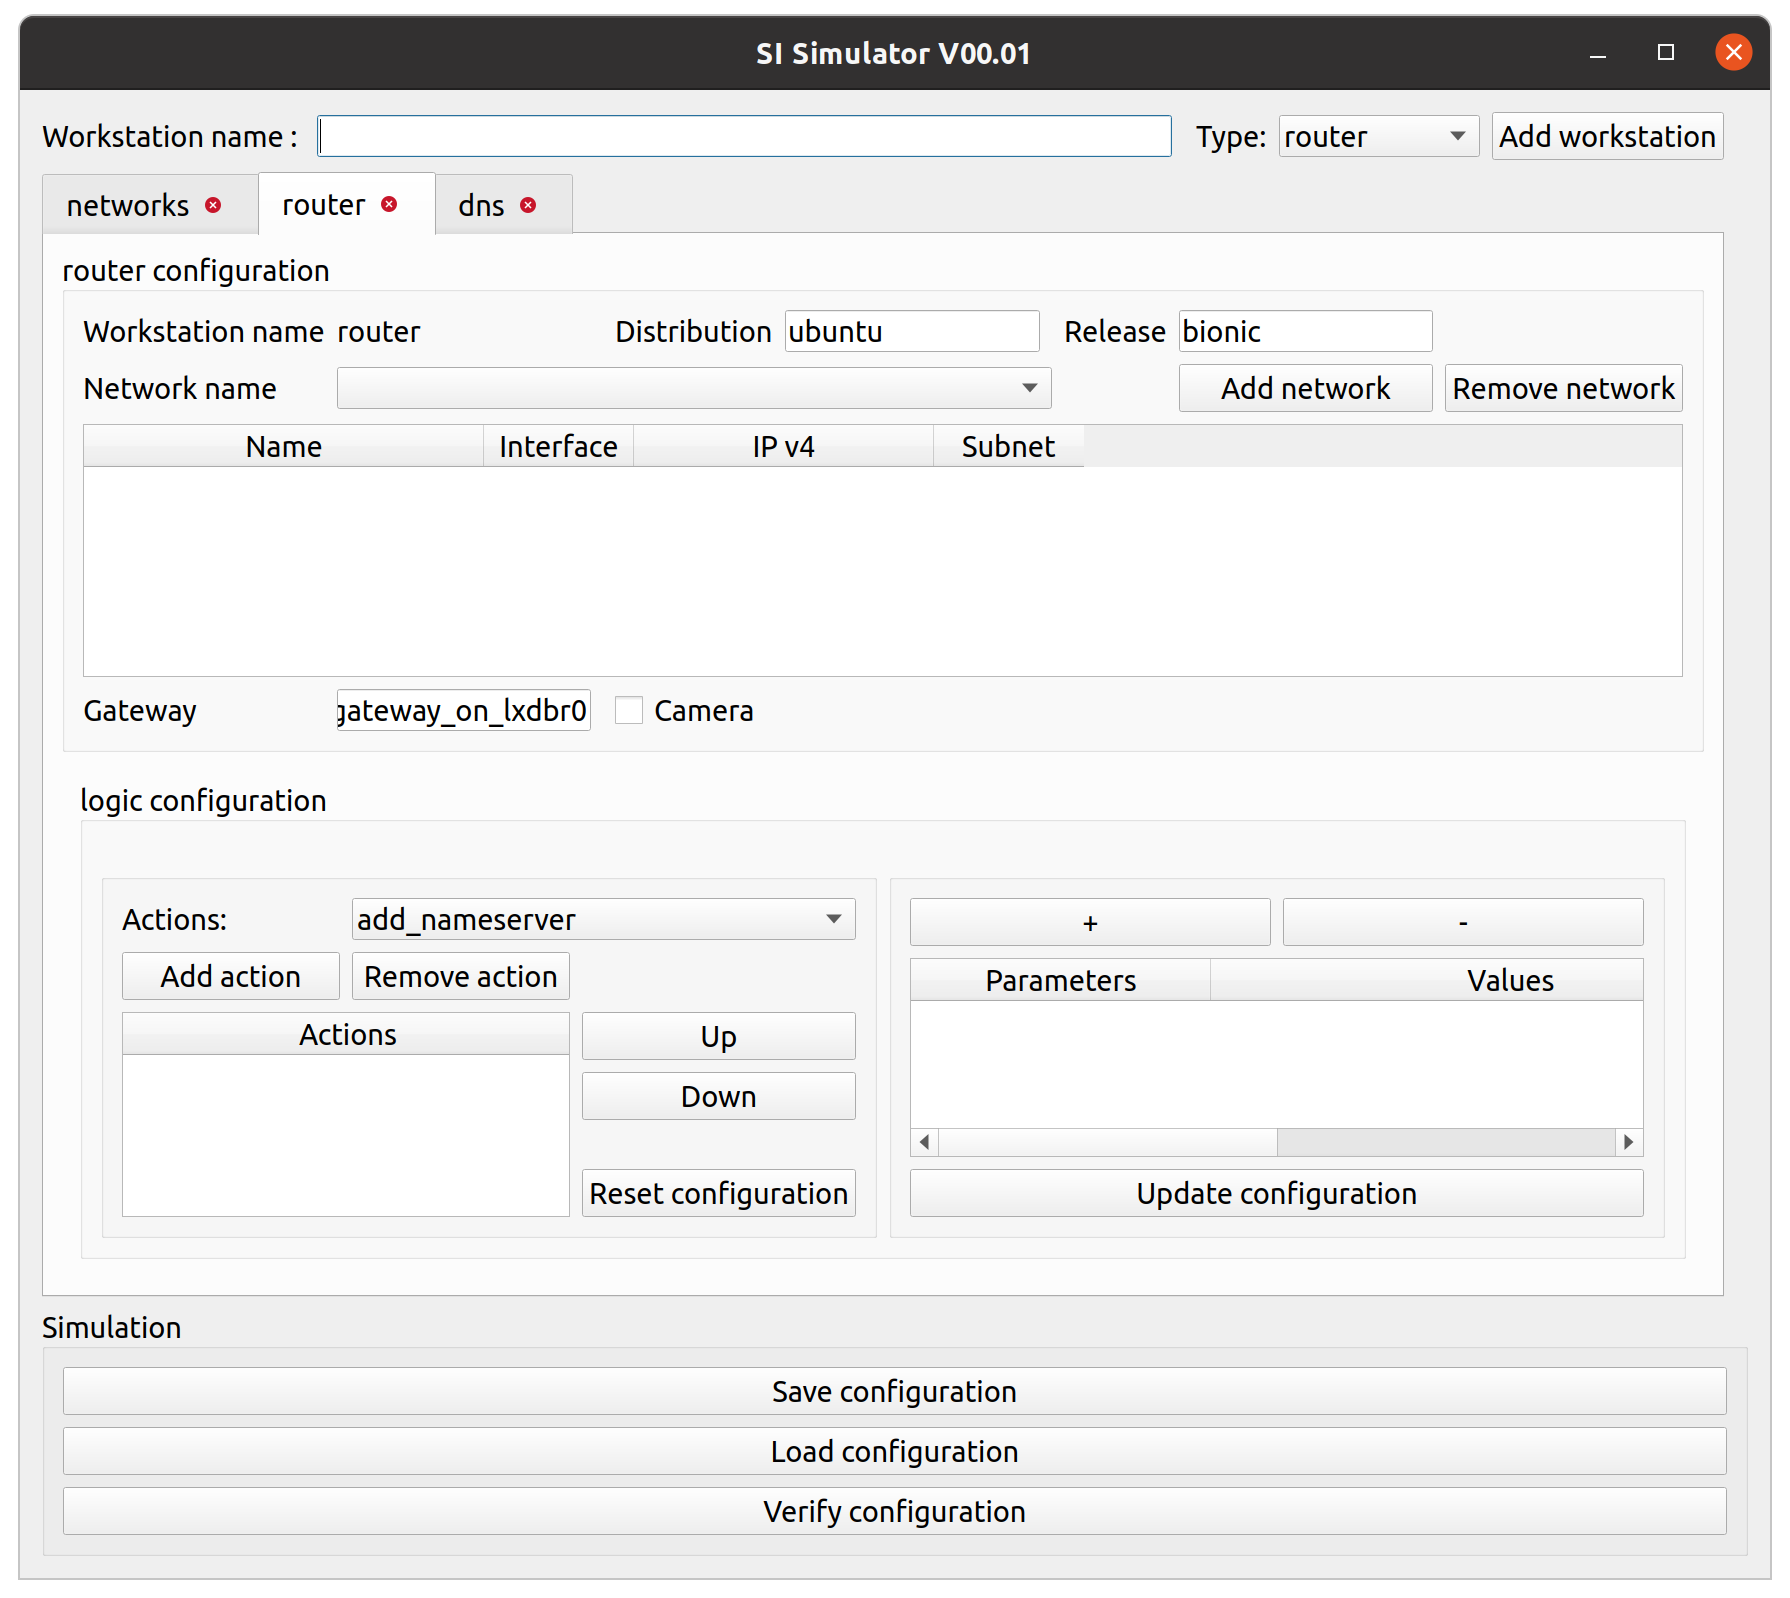 SI Simulator V00.01
Workstation name : Type: router Add workstation
networks router dns
router configuration
Workstation name router Distribution ubuntu Release bionic
Network name Add network Remove network
Name Interface IP v4 Subnet
Gateway gateway_on_lxdbr0 Camera
logic configuration
Actions: add_nameserver
Add action Remove action
Actions
Up
Down
Reset configuration
+ -
Parameters Values
Update configuration
Simulation
Save configuration
Load configuration
Verify configuration